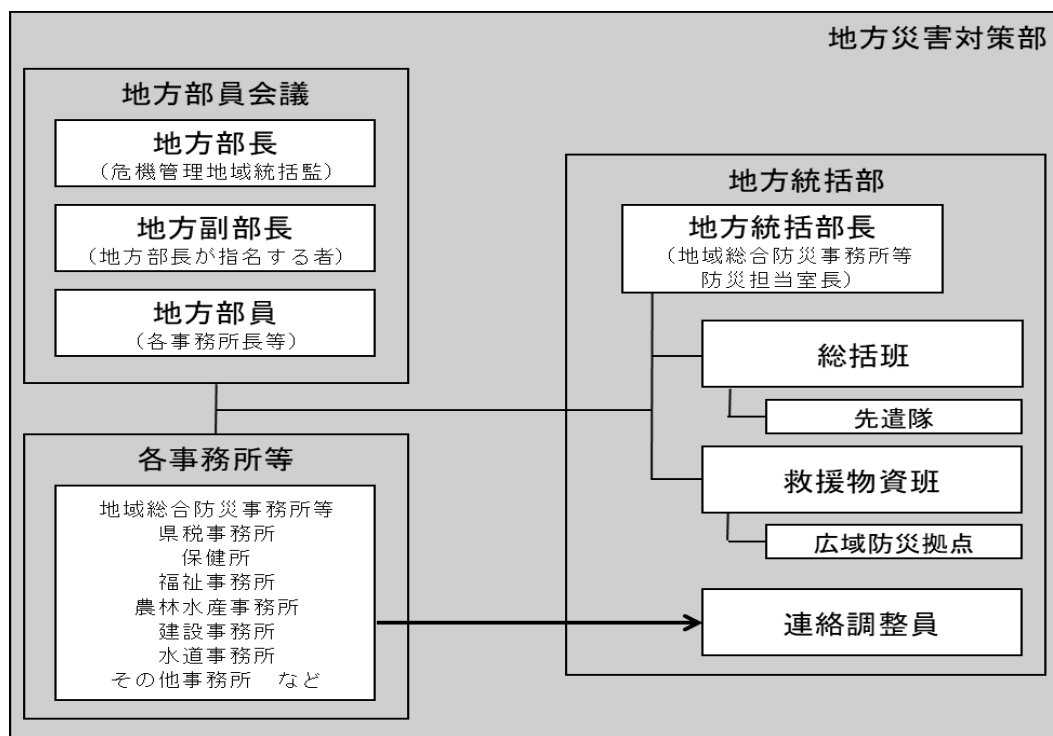 地方災害対策部
地方部員会議
地方部長
（危機管理地域統括監）
地方副部長
（地方部長が指名する者）
地方部員
（各事務所長等）
各事務所等
地域総合防災事務所等
県税事務所
保健所
福祉事務所
農林水産事務所
建設事務所
水道事務所
その他事務所　など
地方統括部
地方統括部長
（地域総合防災事務所等
防災担当室長）
総括班
先遣隊
救援物資班
広域防災拠点
連絡調整員